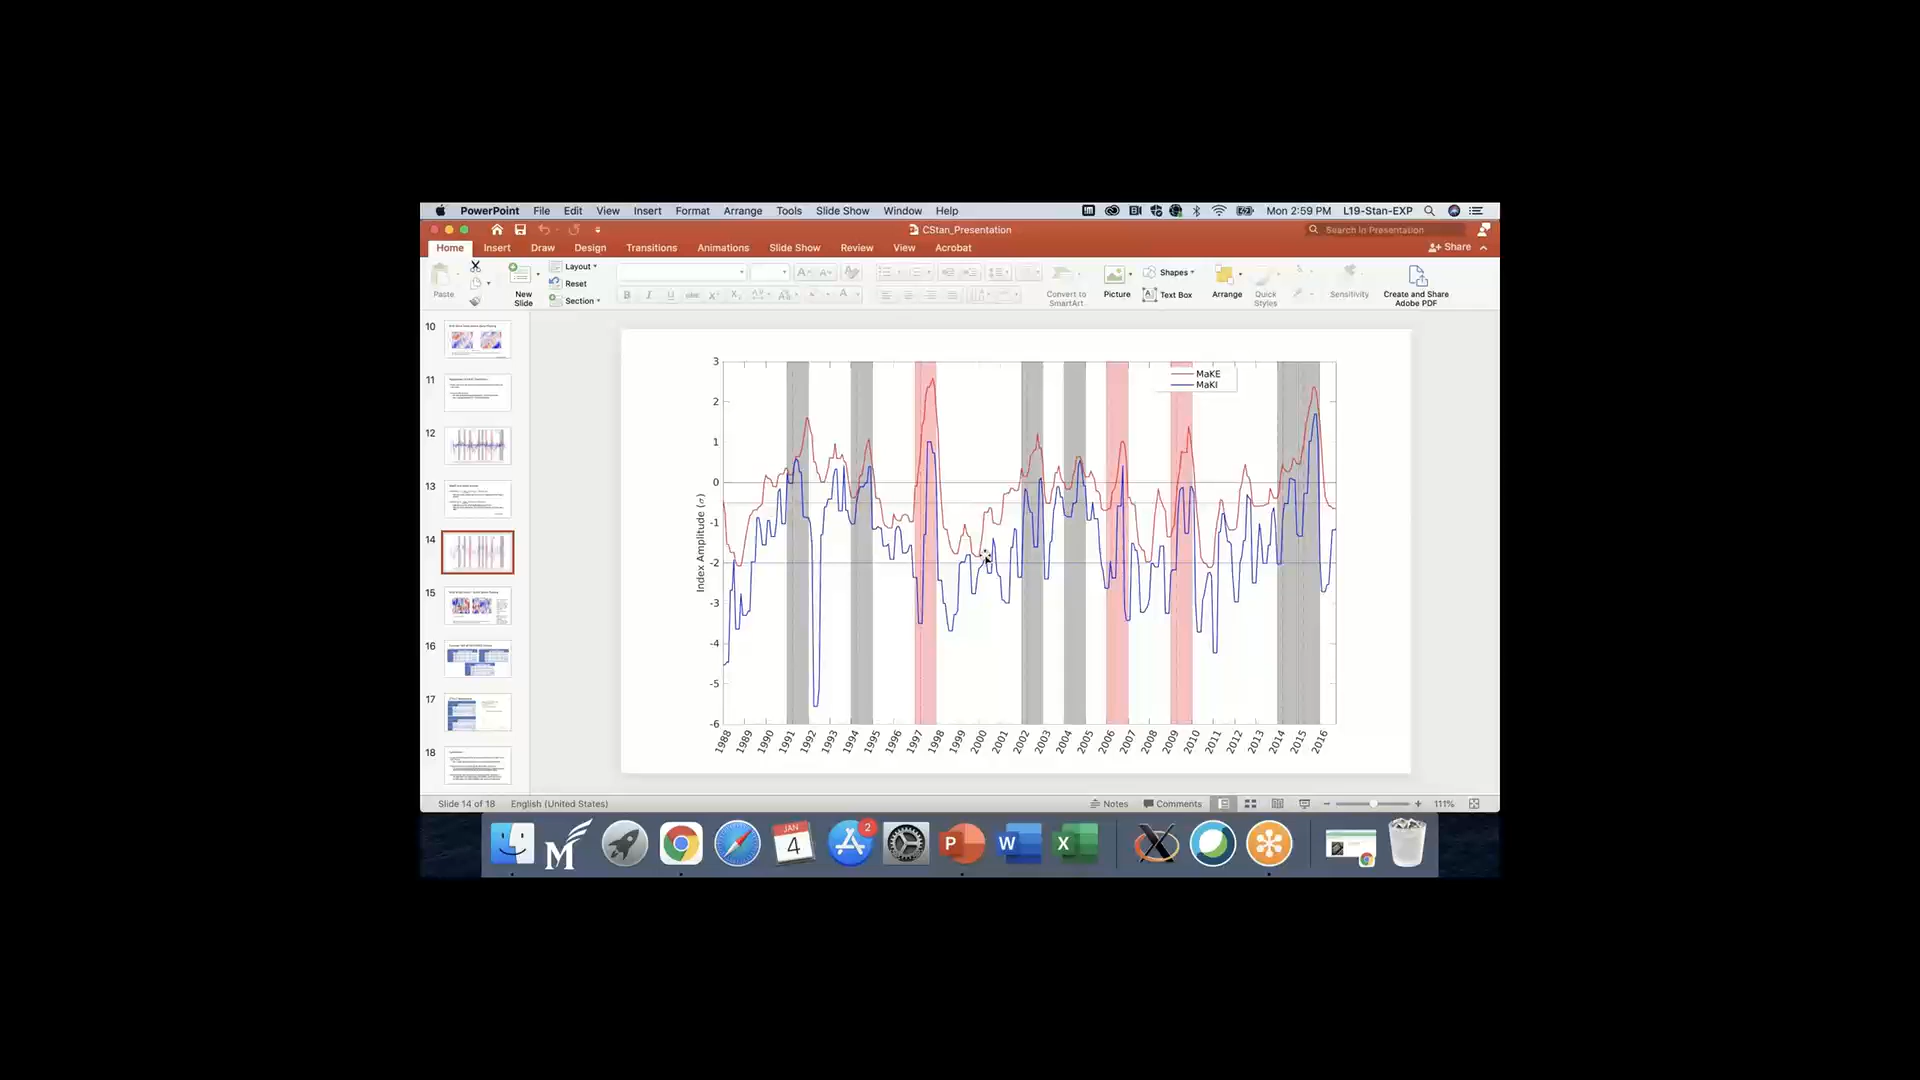 PowerPoint File Edit View Insert Format Arrange Tools Slide Show Window Help Mon 2:59 PM L19-Stan-EXP
CStan_Presentation
Search in Presentation
Home Insert Draw Design Transitions Animations Slide Show Review View Acrobat Share
Paste
New
Slide
Layout
Reset
Section
Convert to
SmartArt
Picture
Shapes
Text Box
Arrange
Quick
Styles
Sensitivity
Create and Share
Adobe PDF
10
11
12
13
14
15
16
17
18
MaKE
MaKI
Index Amplitude (σ)
3
2
1
0
-1
-2
-3
-4
-5
-6
1988 1989 1990 1991 1992 1993 1994 1995 1996 1997 1998 1999 2000 2001 2002 2003 2004 2005 2006 2007 2008 2009 2010 2011 2012 2013 2014 2015 2016
Slide 14 of 18 English (United States) Notes Comments 111%
JAN
4
2
P
W
X